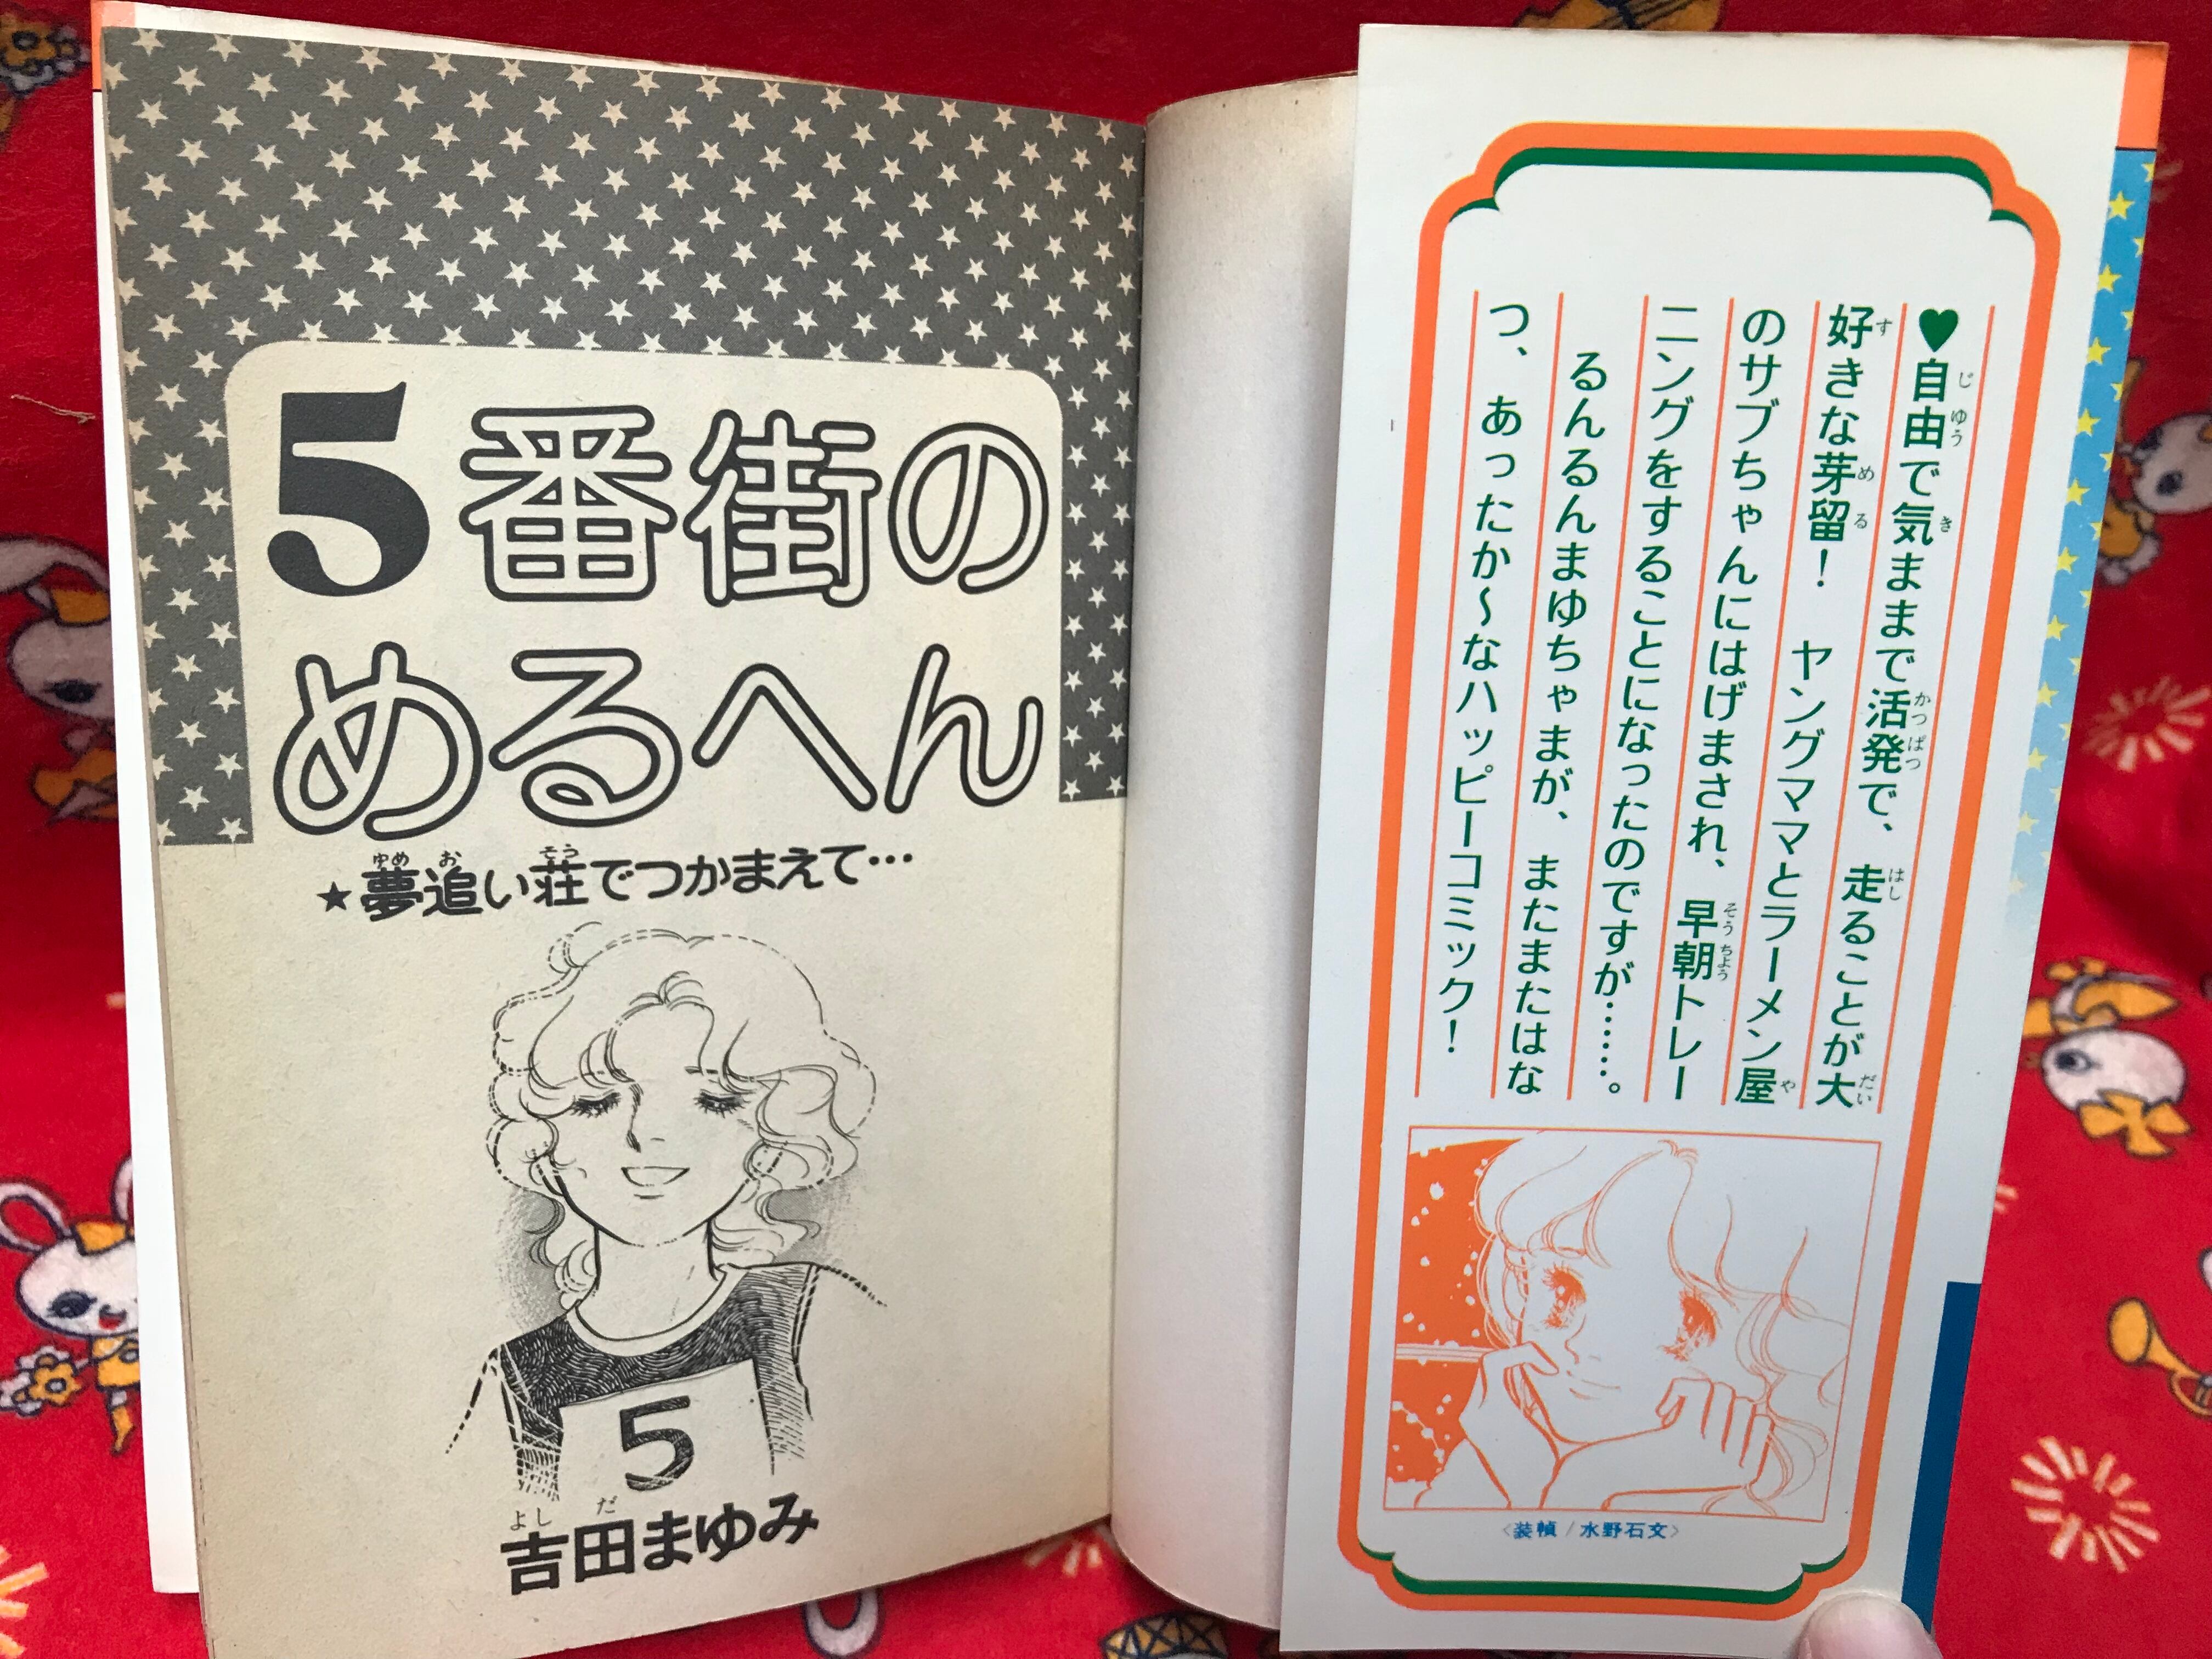 5番街の
めるへん
★夢追い荘でつかまえて…
5
吉田まゆみ
♥自由で気ままで活発で、走ることが大
好きな芽留！　ヤングママとラーメン屋
のサブちゃんにはげまされ、早朝トレー
ニングをすることになったのですが……。
るんるんまゆちゃまが、またまたはな
つ、あったか〜なハッピーコミック！
〈装幀／水野石文〉